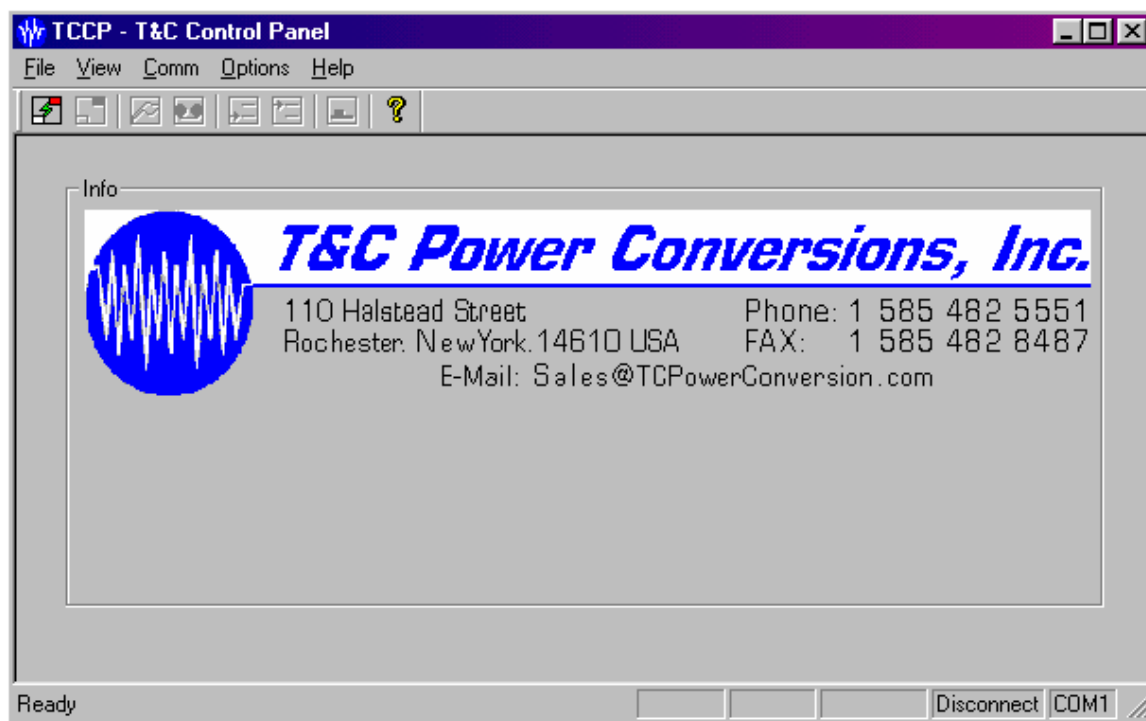 TCCP - T&C Control Panel
File View Comm Options Help
Info
T&C Power Conversions, Inc.
110 Halstead Street Phone: 1 585 482 5551
Rochester. NewYork.14610 USA FAX: 1 585 482 8487
E-Mail: Sales@TCPowerConversion.com
Ready Disconnect COM1